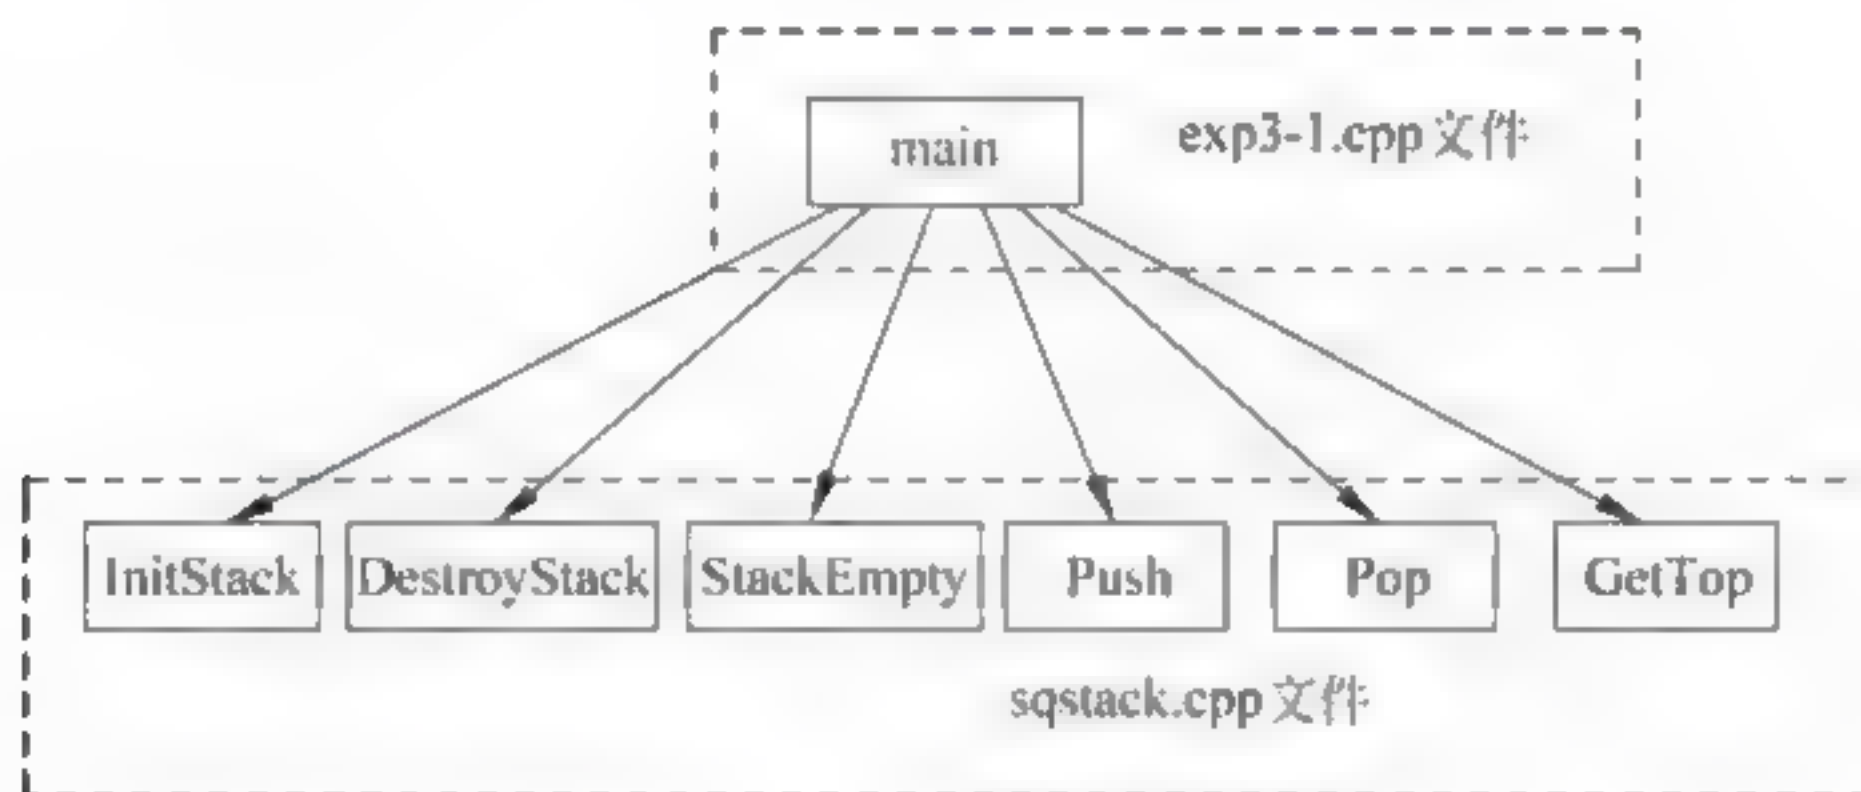 main
exp3-1.cpp 文件
InitStack
DestroyStack
StackEmpty
Push
Pop
GetTop
sqstack.cpp 文件